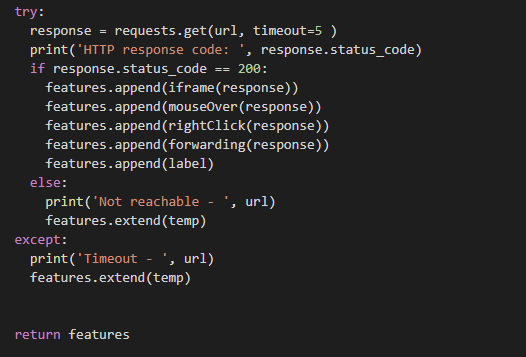 try:
  response = requests.get(url, timeout=5 )
  print('HTTP response code: ', response.status_code)
  if response.status_code == 200:
    features.append(iframe(response))
    features.append(mouseOver(response))
    features.append(rightClick(response))
    features.append(forwarding(response))
    features.append(label)
  else:
    print('Not reachable - ', url)
    features.extend(temp)
except:
  print('Timeout - ', url)
  features.extend(temp)
return features